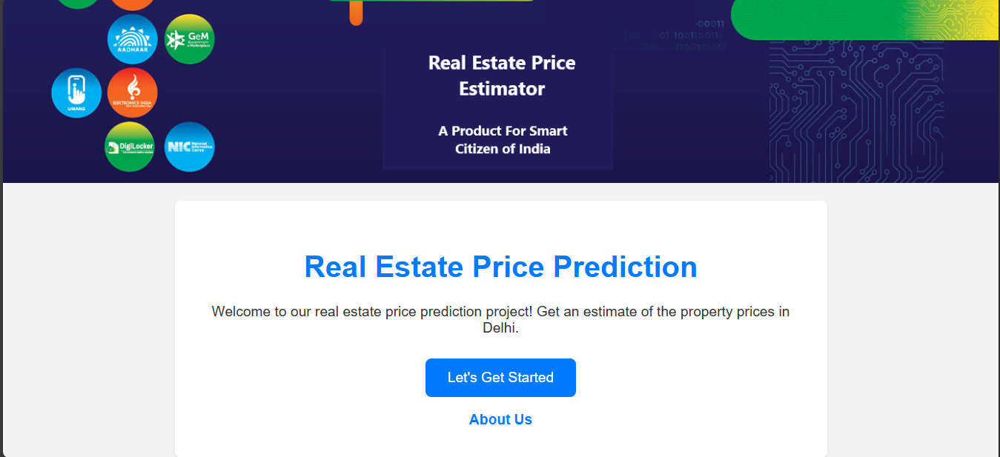 AADHAAR
GeM
Government
e Marketplace
UMANG
ELECTRONICS INDIA
DigiLocker
NIC National
Informatics
Centre
00011
Real Estate Price
Estimator
A Product For Smart
Citizen of India
Real Estate Price Prediction
Welcome to our real estate price prediction project! Get an estimate of the property prices in
Delhi.
Let's Get Started
About Us